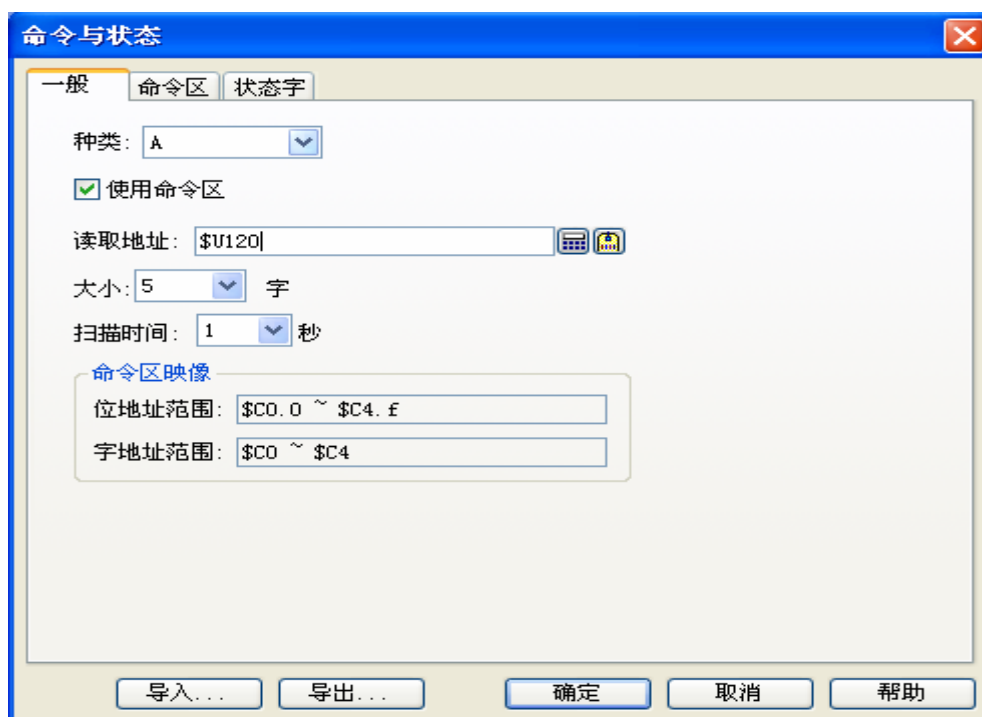 命令与状态
一般 命令区 状态字
种类: A
使用命令区
读取地址: $U120
大小: 5 字
扫描时间: 1 秒
命令区映像
位地址范围: $C0.0 ~ $C4.f
字地址范围: $C0 ~ $C4
导入... 导出... 确定 取消 帮助